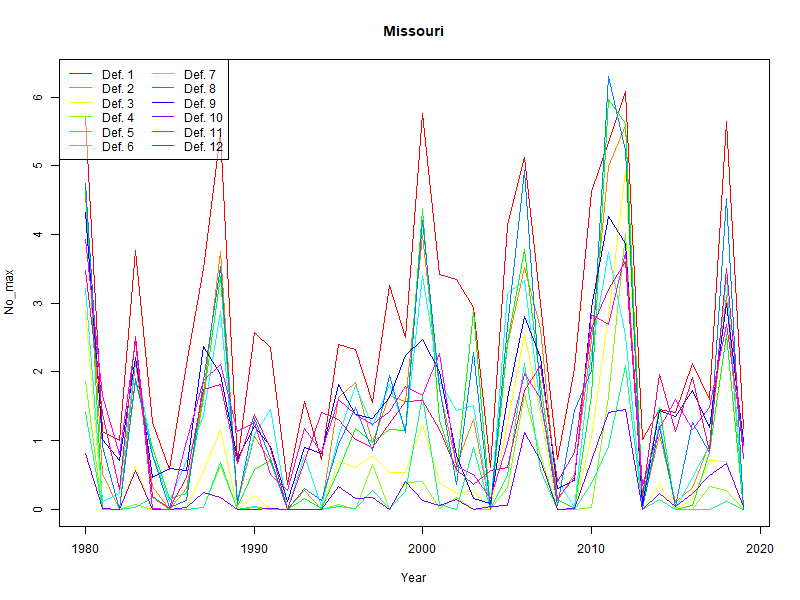 Missouri
Def. 1 Def. 7
Def. 2 Def. 8
Def. 3 Def. 9
Def. 4 Def. 10
Def. 5 Def. 11
Def. 6 Def. 12
No_max
6
5
4
3
2
1
0
1980 1990 2000 2010 2020
Year